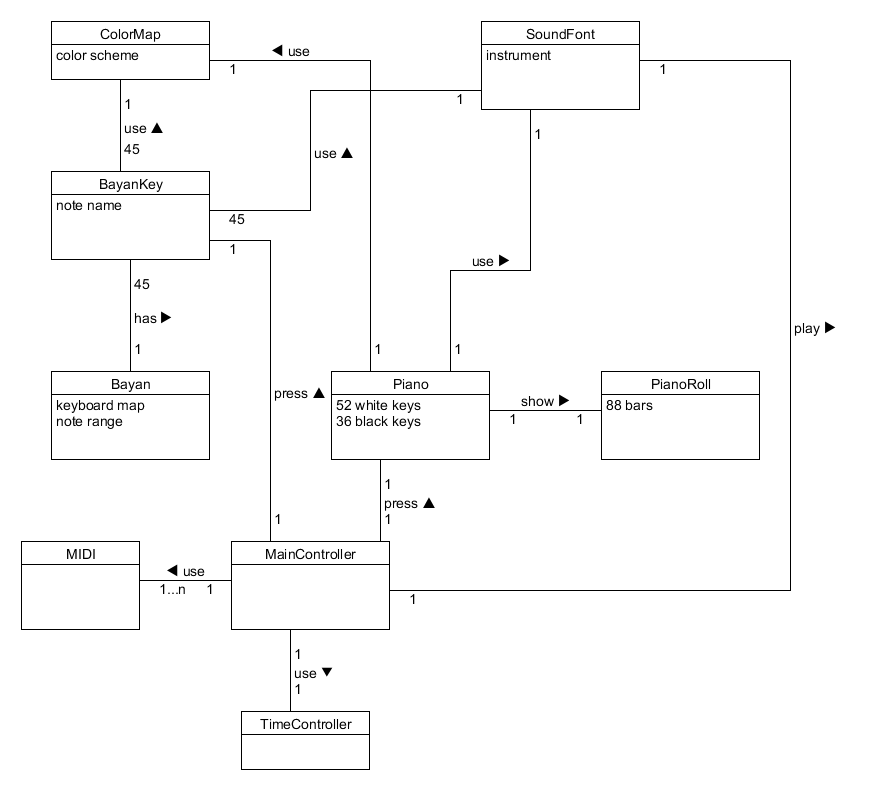 ColorMap
color scheme
SoundFont
instrument
◀ use
1
1
1
1
1
use ▲
45
use ▲
BayanKey
note name
45
1
45
has ▶
1
use ▶
play ▶
1
1
Bayan
keyboard map
note range
press ▲
Piano
52 white keys
36 black keys
show ▶
1
1
PianoRoll
88 bars
1
press ▲
1
1
MIDI
◀ use
1...n
1
MainController
1
1
use ▼
1
TimeController